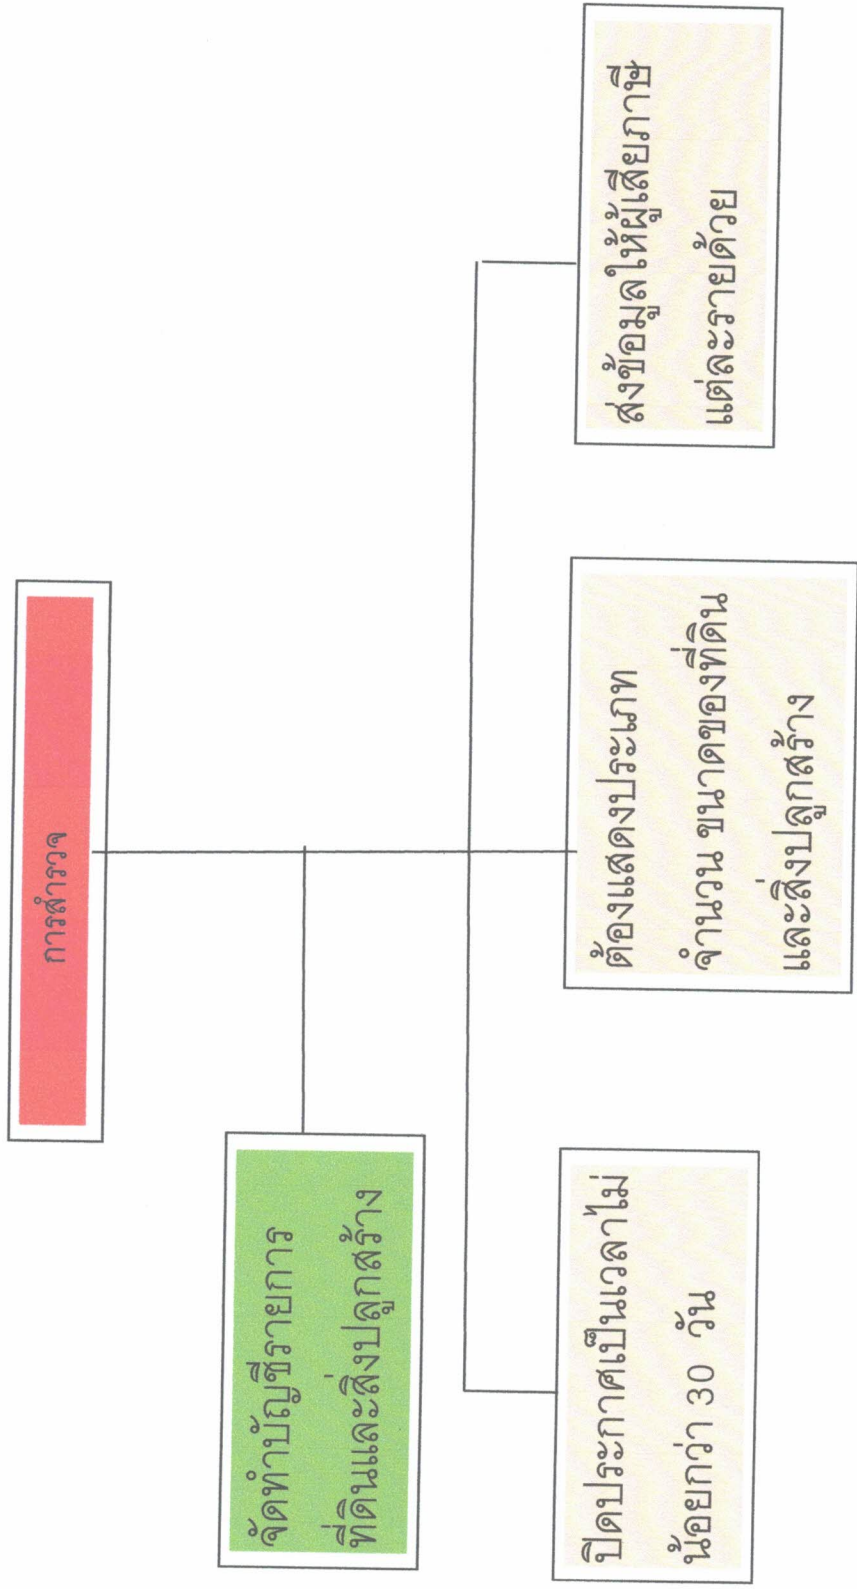 การสำรวจ
จัดทำบัญชีรายการ
ที่ดินและสิ่งปลูกสร้าง
ปิดประกาศเป็นเวลาไม่
น้อยกว่า 30 วัน
ต้องแสดงประเภท
จำนวน ขนาดของที่ดิน
และสิ่งปลูกสร้าง
ส่งข้อมูลให้ผู้เสียภาษี
แต่ละรายด้วย